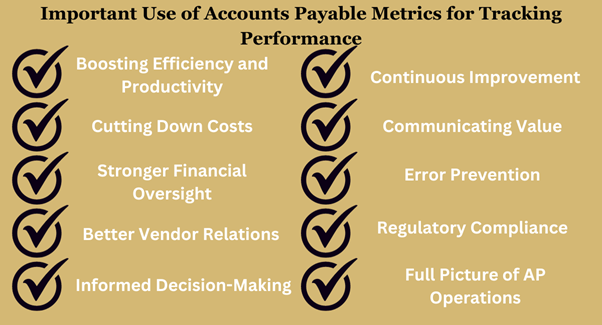 Important Use of Accounts Payable Metrics for Tracking
Performance
Boosting Efficiency and
Productivity
Cutting Down Costs
Stronger Financial
Oversight
Better Vendor Relations
Informed Decision-Making
Continuous Improvement
Communicating Value
Error Prevention
Regulatory Compliance
Full Picture of AP
Operations